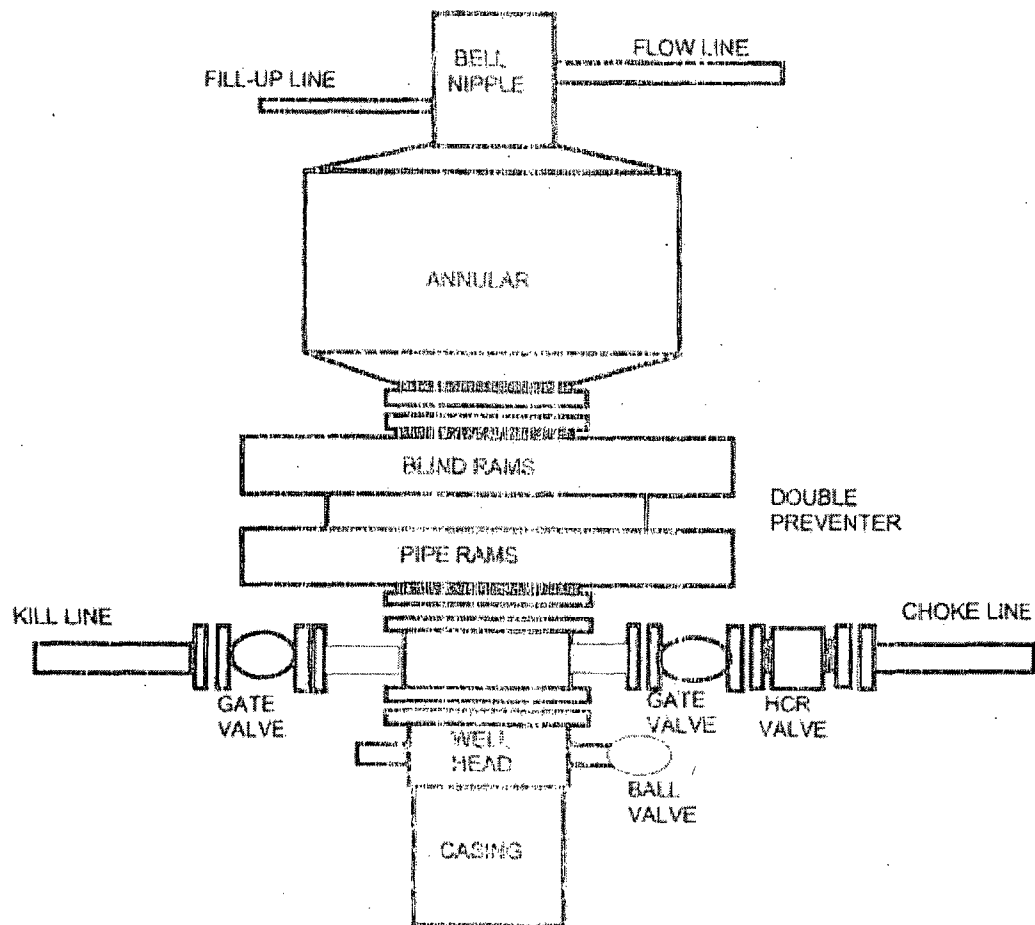 BELL
NIPPLE
FLOW LINE
FILL-UP LINE
ANNULAR
BLIND RAMS
DOUBLE
PREVENTER
PIPE RAMS
KILL LINE
CHOKE LINE
GATE
VALVE
GATE
VALVE
HCR
VALVE
WELL
HEAD
BALL
VALVE
CASING